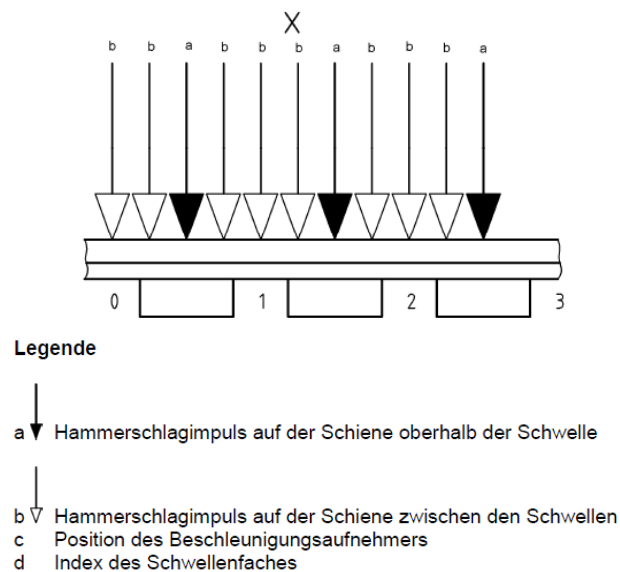 X
b b a b b b a b b b a
0 1 2 3
Legende
a Hammerschlagimpuls auf der Schiene oberhalb der Schwelle
b Hammerschlagimpuls auf der Schiene zwischen den Schwellen
c Position des Beschleunigungsaufnehmers
d Index des Schwellenfaches